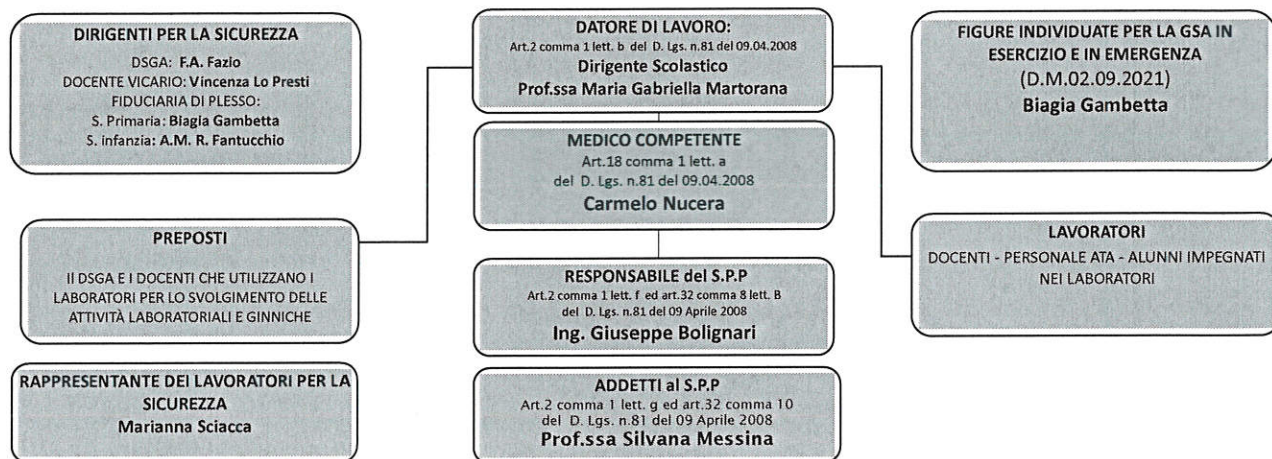 DIRIGENTI PER LA SICUREZZA
DSGA: F.A. Fazio
DOCENTE VICARIO: Vincenza Lo Presti
FIDUCIARIA DI PLESSO:
S. Primaria: Biagia Gambetta
S. infanzia: A.M. R. Fantucchio
DATORE DI LAVORO:
Art.2 comma 1 lett. b del D. Lgs. n.81 del 09.04.2008
Dirigente Scolastico
Prof.ssa Maria Gabriella Martorana
FIGURE INDIVIDUATE PER LA GSA IN
ESERCIZIO E IN EMERGENZA
(D.M.02.09.2021)
Biagia Gambetta
MEDICO COMPETENTE
Art.18 comma 1 lett. a
del D. Lgs. n.81 del 09.04.2008
Carmelo Nucera
PREPOSTI
Il DSGA E I DOCENTI CHE UTILIZZANO I
LABORATORI PER LO SVOLGIMENTO DELLE
ATTIVITÀ LABORATORIALI E GINNICHE
RESPONSABILE del S.P.P
Art.2 comma 1 lett. f ed art.32 comma 8 lett. B
del D. Lgs. n.81 del 09 Aprile 2008
Ing. Giuseppe Bolignari
LAVORATORI
DOCENTI - PERSONALE ATA - ALUNNI IMPEGNATI
NEI LABORATORI
RAPPRESENTANTE DEI LAVORATORI PER LA
SICUREZZA
Marianna Sciacca
ADDETTI al S.P.P
Art.2 comma 1 lett. g ed art.32 comma 10
del D. Lgs. n.81 del 09 Aprile 2008
Prof.ssa Silvana Messina